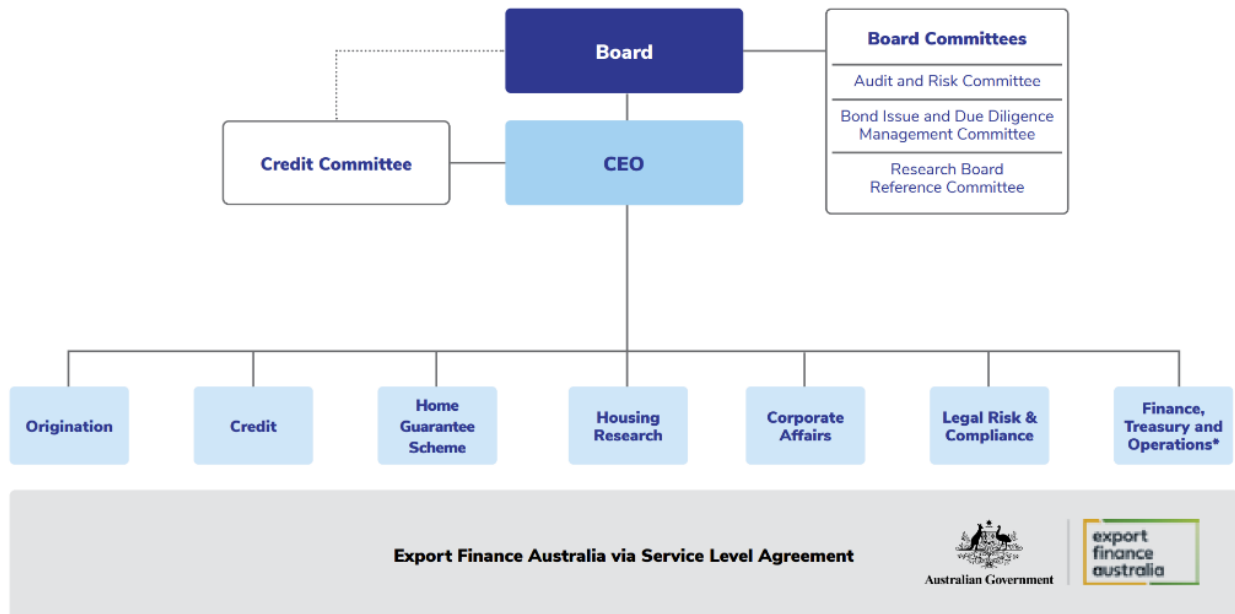 Board
Board Committees
Audit and Risk Committee
Bond Issue and Due Diligence
Management Committee
Research Board
Reference Committee
Credit Committee
CEO
Origination
Credit
Home
Guarantee
Scheme
Housing
Research
Corporate
Affairs
Legal Risk &
Compliance
Finance,
Treasury and
Operations*
Export Finance Australia via Service Level Agreement
Australian Government
export
finance
australia